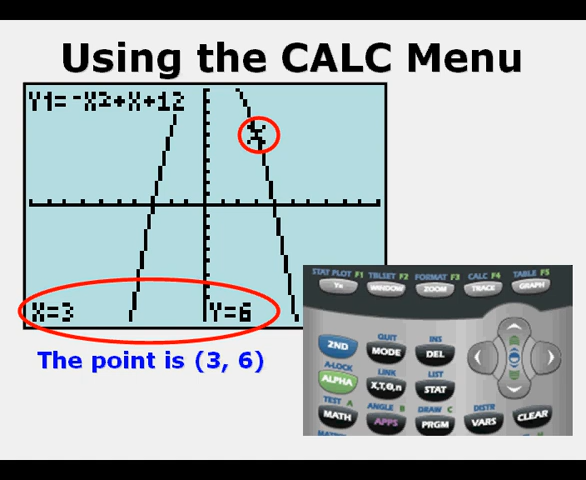 Using the CALC Menu
Y1=-X2+X+12
X=3 Y=6
The point is (3, 6)
STAT PLOT F1 TBLSET F2 FORMAT F3 CALC F4 TABLE F5
Y= WINDOW ZOOM TRACE GRAPH
QUIT INS
2ND MODE DEL
A-LOCK LINK LIST
ALPHA X,T,Θ,n STAT
TEST A ANGLE B DRAW C DISTR
MATH APPS PRGM VARS CLEAR